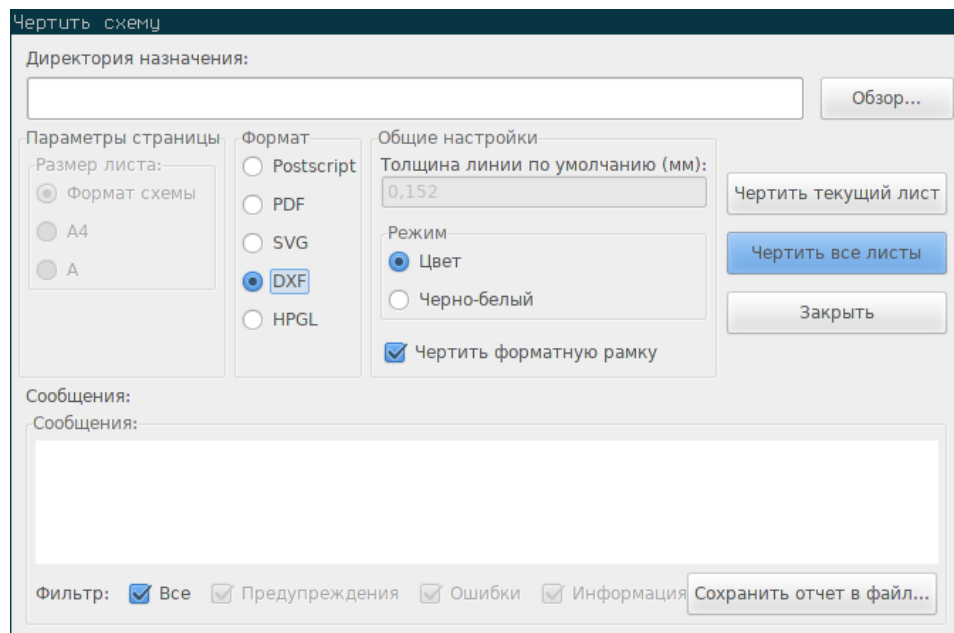 Чертить схему
Директория назначения:
Обзор...
Параметры страницы
Размер листа:
Формат схемы
A4
A
Формат
Postscript
PDF
SVG
DXF
HPGL
Общие настройки
Толщина линии по умолчанию (мм):
0,152
Режим
Цвет
Черно-белый
Чертить форматную рамку
Чертить текущий лист
Чертить все листы
Закрыть
Сообщения:
Сообщения:
Фильтр: Все Предупреждения Ошибки Информация Сохранить отчет в файл...